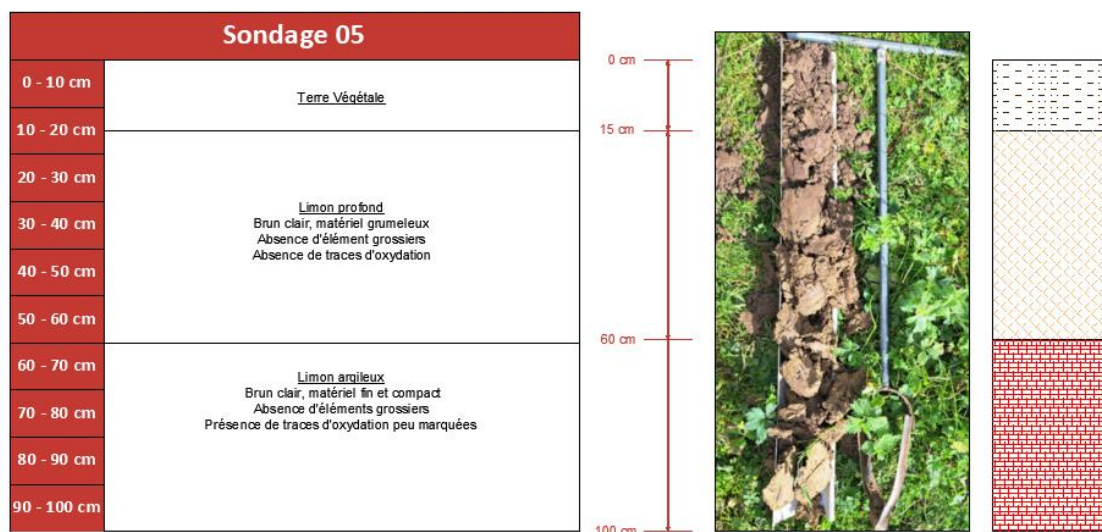 Sondage 05
0 - 10 cm
10 - 20 cm
20 - 30 cm
30 - 40 cm
40 - 50 cm
50 - 60 cm
60 - 70 cm
70 - 80 cm
80 - 90 cm
90 - 100 cm
Terre Végétale
Limon profond
Brun clair, matériel grumeleux
Absence d'élément grossiers
Absence de traces d'oxydation
Limon argileux
Brun clair, matériel fin et compact
Absence d'éléments grossiers
Présence de traces d'oxydation peu marquées
0 cm
15 cm
60 cm
100 cm